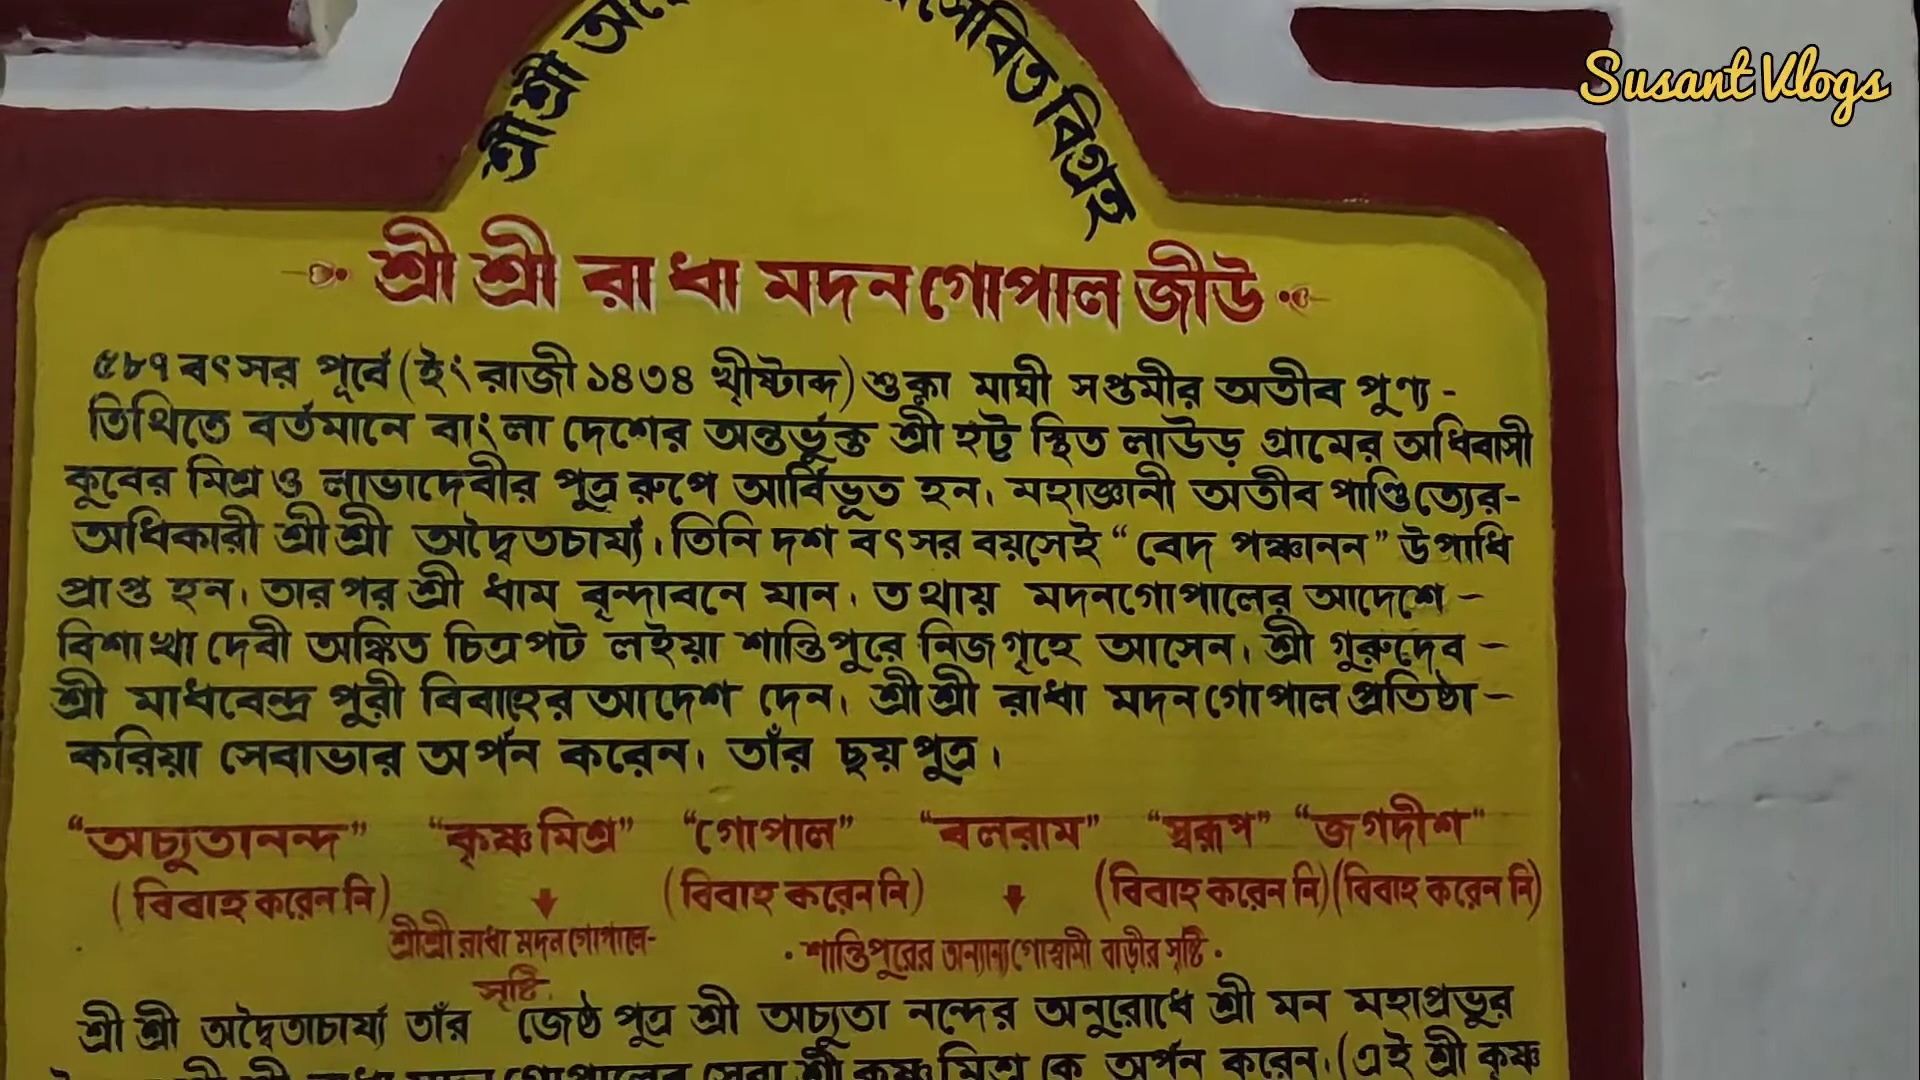 Susant Vlogs
শ্রীশ্রী সেবিত বিগ্রহ
শ্রী শ্রী রাধা মদনগোপাল জীউ
৫৮৭ বৎসর পূর্বে (ইংরাজী ১৪৩৪ খ্রীষ্টাব্দ) শুক্লা মাঘী সপ্তমীর অতীব পুণ্য -
তিথিতে বর্তমানে বাংলা দেশের অন্তর্ভুক্ত শ্রীহট্ট স্থিত লাউড় গ্রামের অধিবাসী
কুবের মিশ্র ও লাভাদেবীর পুত্র রুপে আর্বিভূত হন। মহাজ্ঞানী অতীব পাণ্ডিত্যের-
অধিকারী শ্রীশ্রী অদ্বৈতচার্য্য। তিনি দশ বৎসর বয়সেই "বেদ পঞ্চানন" উপাধি
প্রাপ্ত হন। তারপর শ্রী ধাম বৃন্দাবনে যান। তথায় মদনগোপালের আদেশে -
বিশাখা দেবী অঙ্কিত চিত্রপট লইয়া শান্তিপুরে নিজগৃহে আসেন। শ্রী গুরুদেব -
শ্রী মাধবেন্দ্র পুরী বিবাহের আদেশ দেন। শ্রীশ্রী রাধা মদনগোপাল প্রতিষ্ঠা -
করিয়া সেবাভার অর্পন করেন। তাঁর ছয় পুত্র।
"অচ্যুতানন্দ" "কৃষ্ণ মিশ্র" "গোপাল" "বলরাম" "স্বরূপ" "জগদীশ"
(বিবাহ করেন নি) (বিবাহ করেন নি) (বিবাহ করেন নি) (বিবাহ করেন নি)
শ্রীশ্রী রাধা মদনগোপাল- শান্তিপুরের অন্যান্য গোস্বামী বাড়ীর সৃষ্টি
সৃষ্টি
শ্রী শ্রী অদ্বৈতাচার্য্য তাঁর জেষ্ঠ পুত্র শ্রী অচ্যুতা নন্দের অনুরোধে শ্রী মন মহাপ্রভুর
গোপালের সেবা শ্রী কৃষ্ণ মিশ্র কে অর্পন করেন। (এই শ্রী কৃষ্ণ